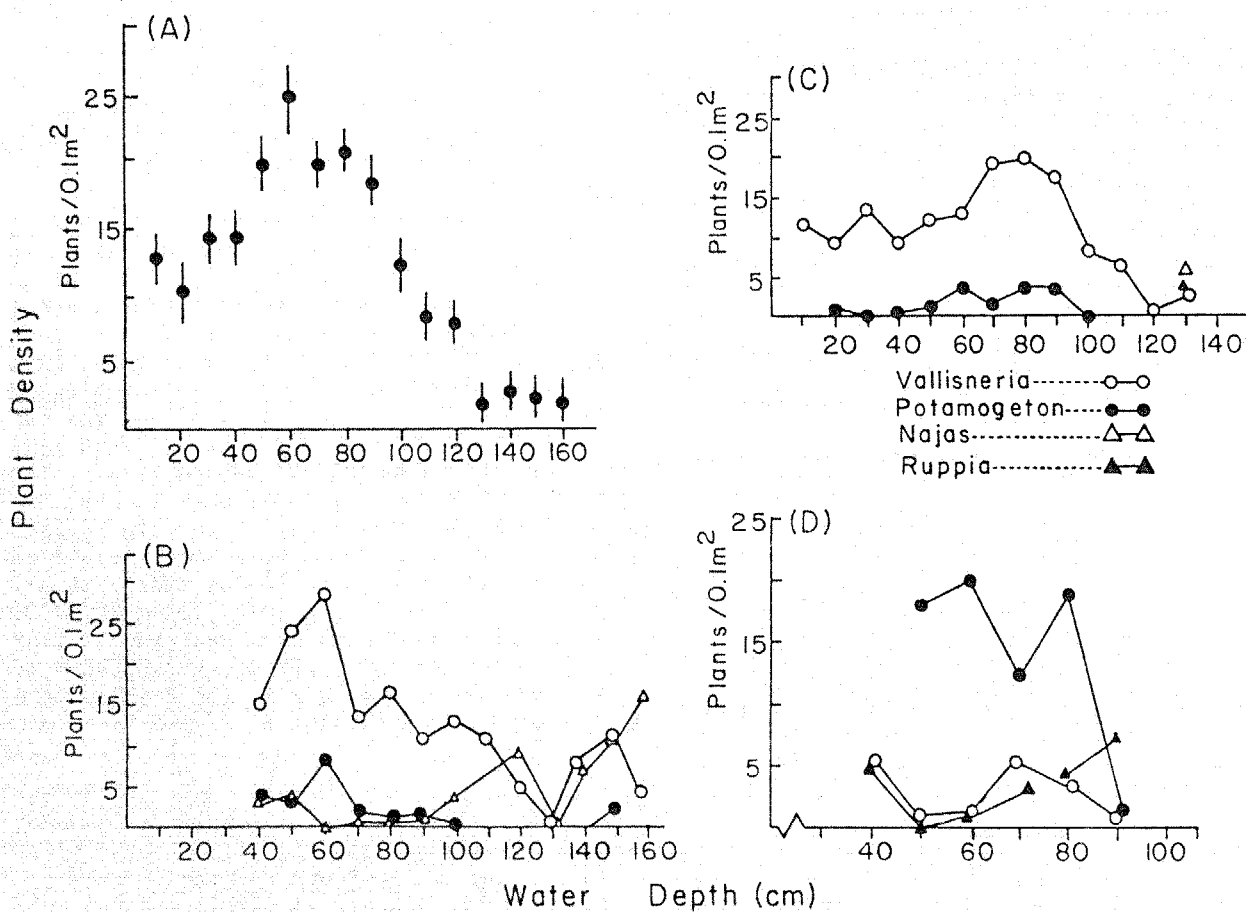 Plant Density
(A)
Plants/0.1m²
25
15
5
20 40 60 80 100 120 140 160
(C)
Plants/0.1m²
25
15
5
20 40 60 80 100 120 140
Vallisneria
Potamogeton
Najas
Ruppia
(B)
Plants/0.1m²
25
15
5
20 40 60 80 100 120 140 160
(D)
Plants/0.1m²
25
15
5
40 60 80 100
Water Depth (cm)